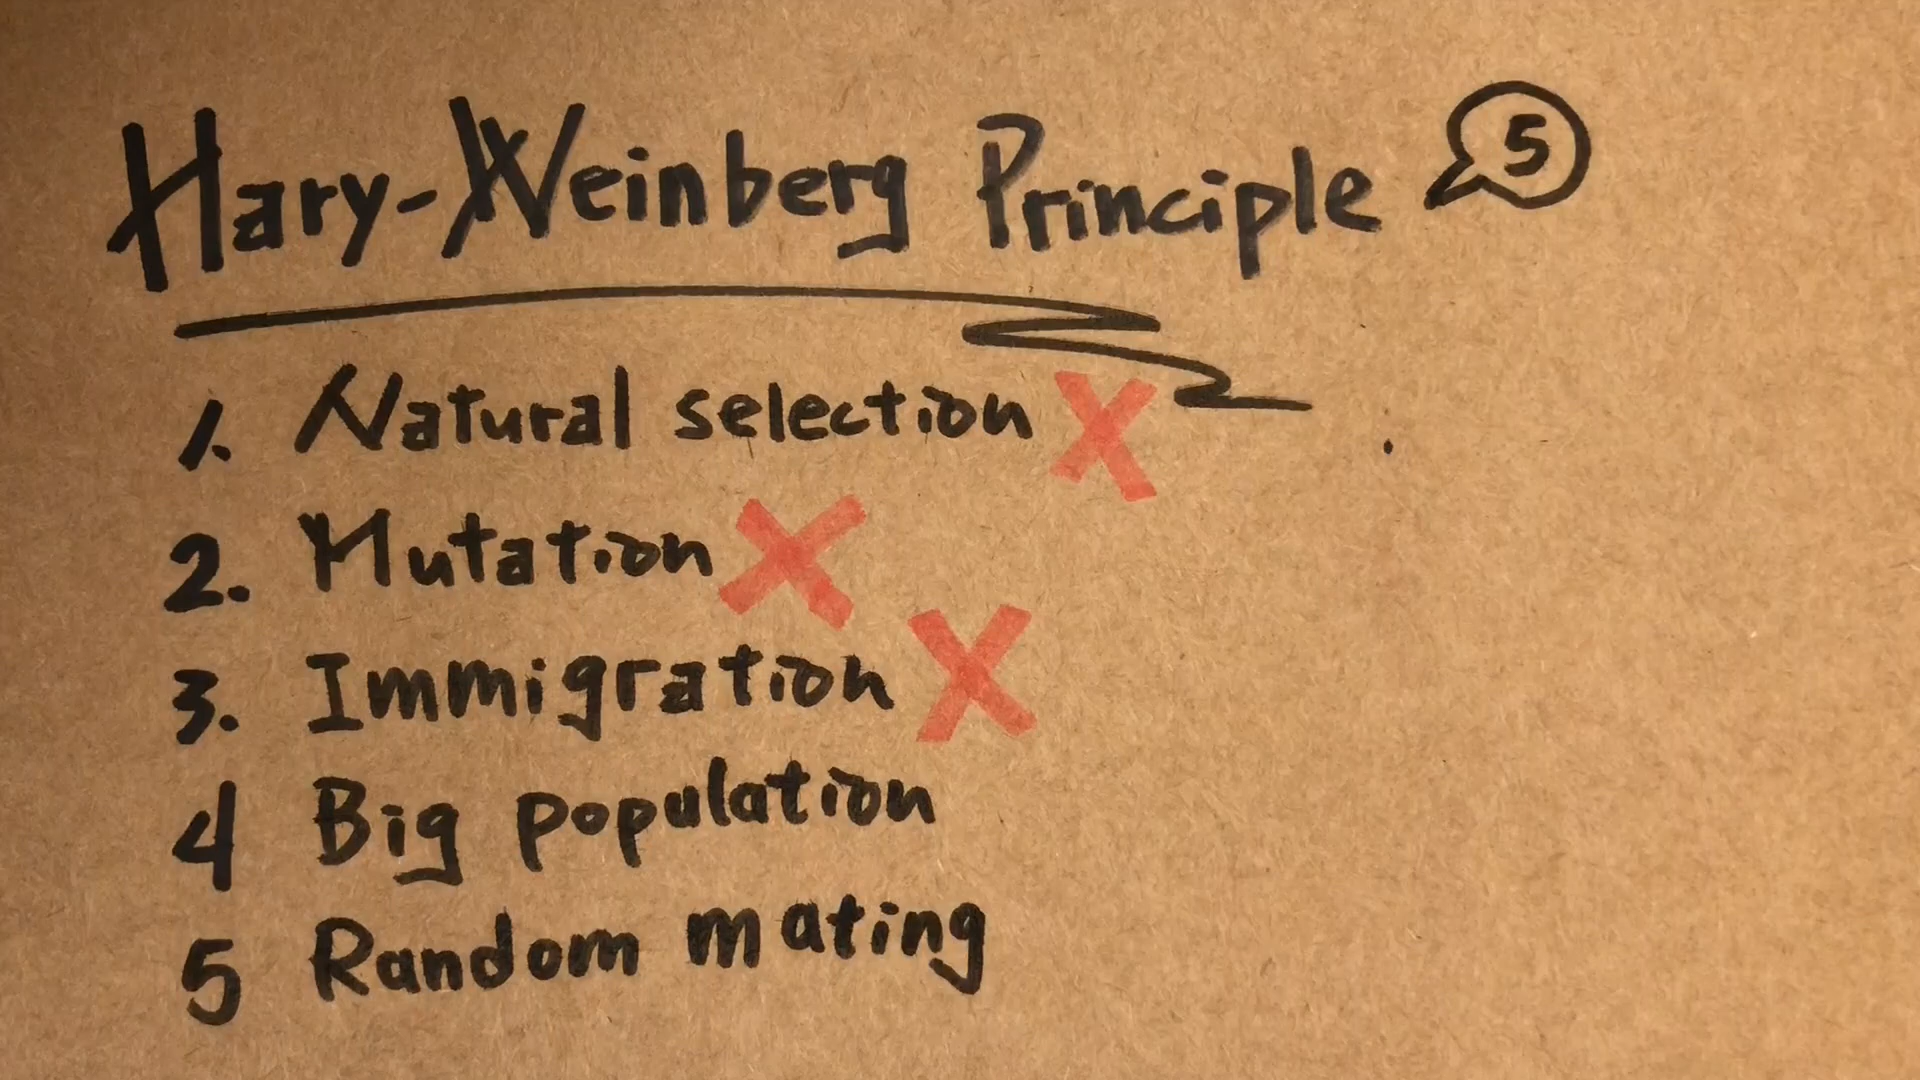 Hary-Weinberg Principle 5
1. Natural selection
2. Mutation
3. Immigration
4 Big population
5 Random mating